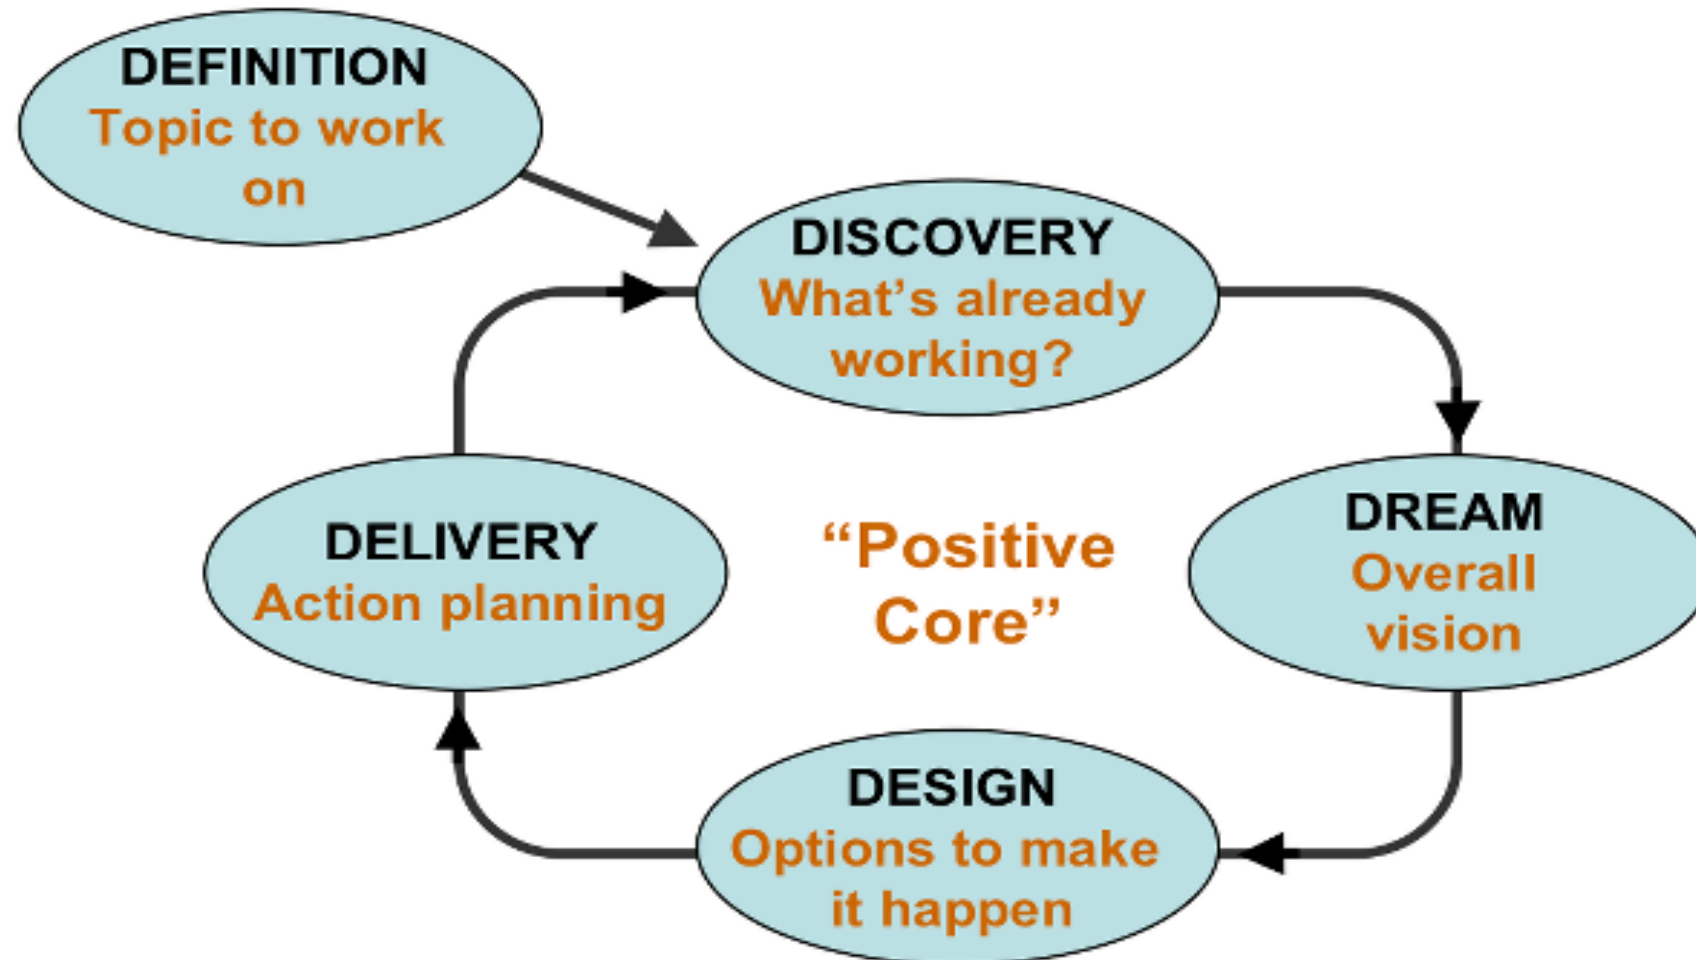 DEFINITION
Topic to work
on
DISCOVERY
What’s already
working?
DREAM
Overall
vision
DELIVERY
Action planning
“Positive
Core”
DESIGN
Options to make
it happen